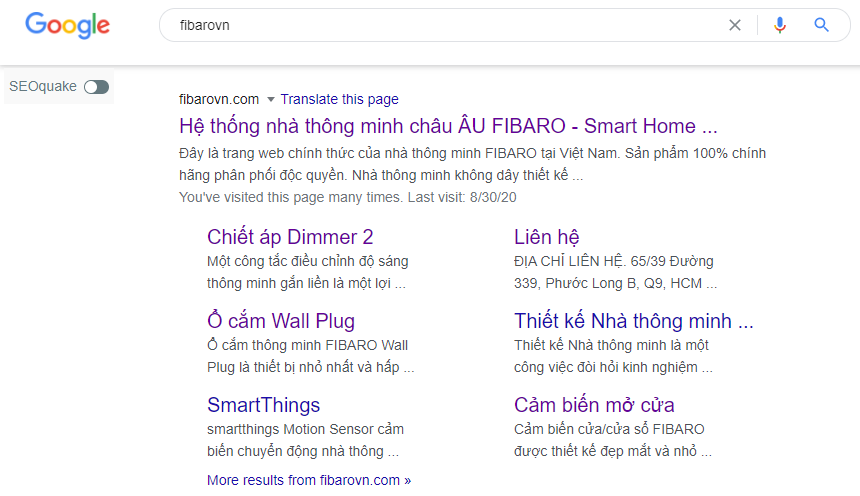 Google
fibarovn
SEOquake
fibarovn.com Translate this page
Hệ thống nhà thông minh châu ÂU FIBARO - Smart Home ...
Đây là trang web chính thức của nhà thông minh FIBARO tại Việt Nam. Sản phẩm 100% chính
hãng phân phối độc quyền. Nhà thông minh không dây thiết kế ...
You've visited this page many times. Last visit: 8/30/20
Chiết áp Dimmer 2
Một công tắc điều chỉnh độ sáng
thông minh gắn liền là một lợi ...
Liên hệ
ĐỊA CHỈ LIÊN HỆ. 65/39 Đường
339, Phước Long B, Q9, HCM ...
Ổ cắm Wall Plug
Ổ cắm thông minh FIBARO Wall
Plug là thiết bị nhỏ nhất và hấp ...
Thiết kế Nhà thông minh ...
Thiết kế Nhà thông minh là một
công việc đòi hỏi kinh nghiệm ...
SmartThings
smartthings Motion Sensor cảm
biến chuyển động nhà thông ...
Cảm biến mở cửa
Cảm biến cửa/cửa sổ FIBARO
được thiết kế đẹp mắt và nhỏ ...
More results from fibarovn.com »